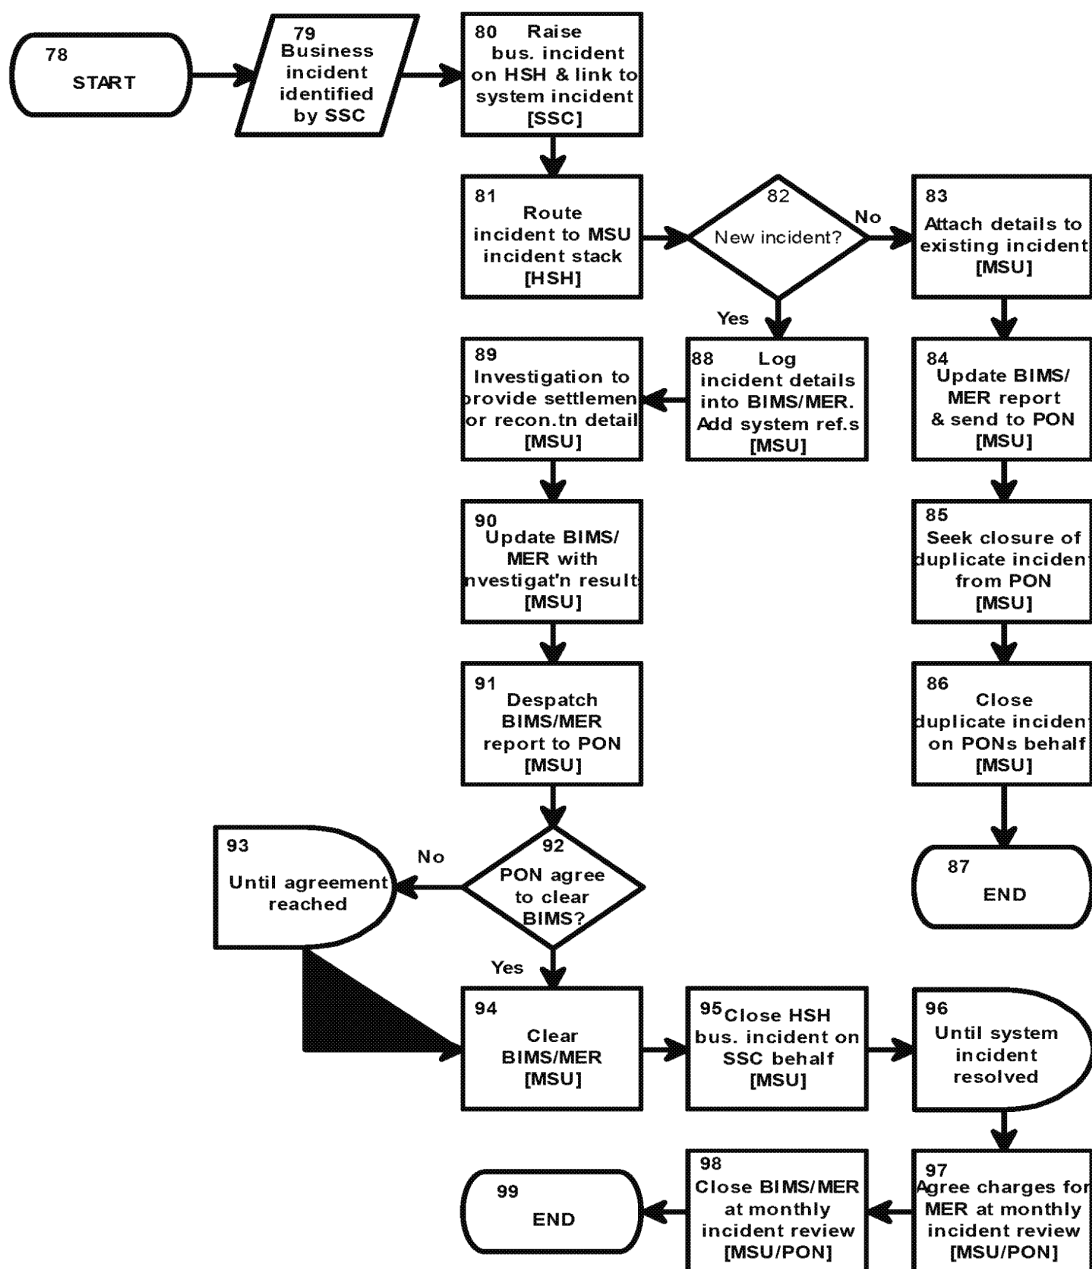 78
START
79
Business
incident
identified
by SSC
80
Raise
bus. incident
on HSH & link to
system incident
[SSC]
81
Route
incident to MSU
incident stack
[HSH]
82
New incident?
No
Yes
83
Attach details to
existing incident
[MSU]
84
Update BIMS/
MER report
& send to PON
[MSU]
85
Seek closure of
duplicate incident
from PON
[MSU]
86
Close
duplicate incident
on PONs behalf
[MSU]
87
END
88
Log
incident details
into BIMS/MER.
Add system ref.s
[MSU]
89
Investigation to
provide settlemen
or recon.tn detail
[MSU]
90
Update BIMS/
MER with
nvestigat'n result
[MSU]
91
Despatch
BIMS/MER
report to PON
[MSU]
92
PON agree
to clear
BIMS?
No
Yes
93
Until agreement
reached
94
Clear
BIMS/MER
[MSU]
95
Close HSH
bus. incident on
SSC behalf
[MSU]
96
Until system
incident
resolved
97
Agree charges for
MER at monthly
incident review
[MSU/PON]
98
Close BIMS/MER
at monthly
incident review
[MSU/PON]
99
END